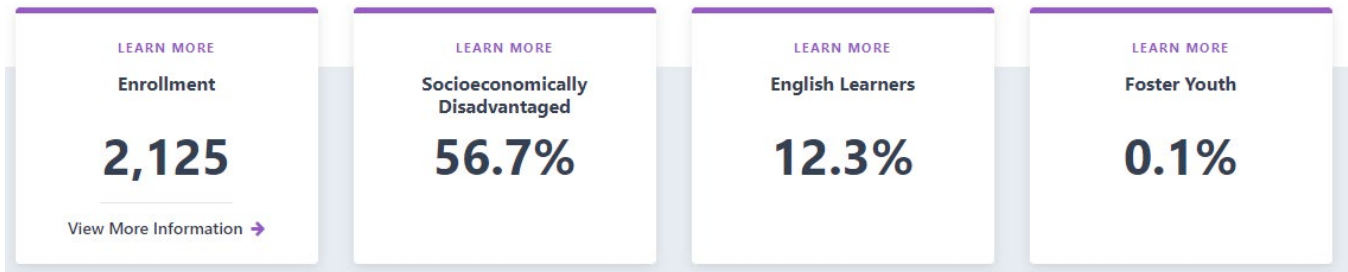 LEARN MORE
Enrollment
2,125
View More Information
LEARN MORE
Socioeconomically
Disadvantaged
56.7%
LEARN MORE
English Learners
12.3%
LEARN MORE
Foster Youth
0.1%